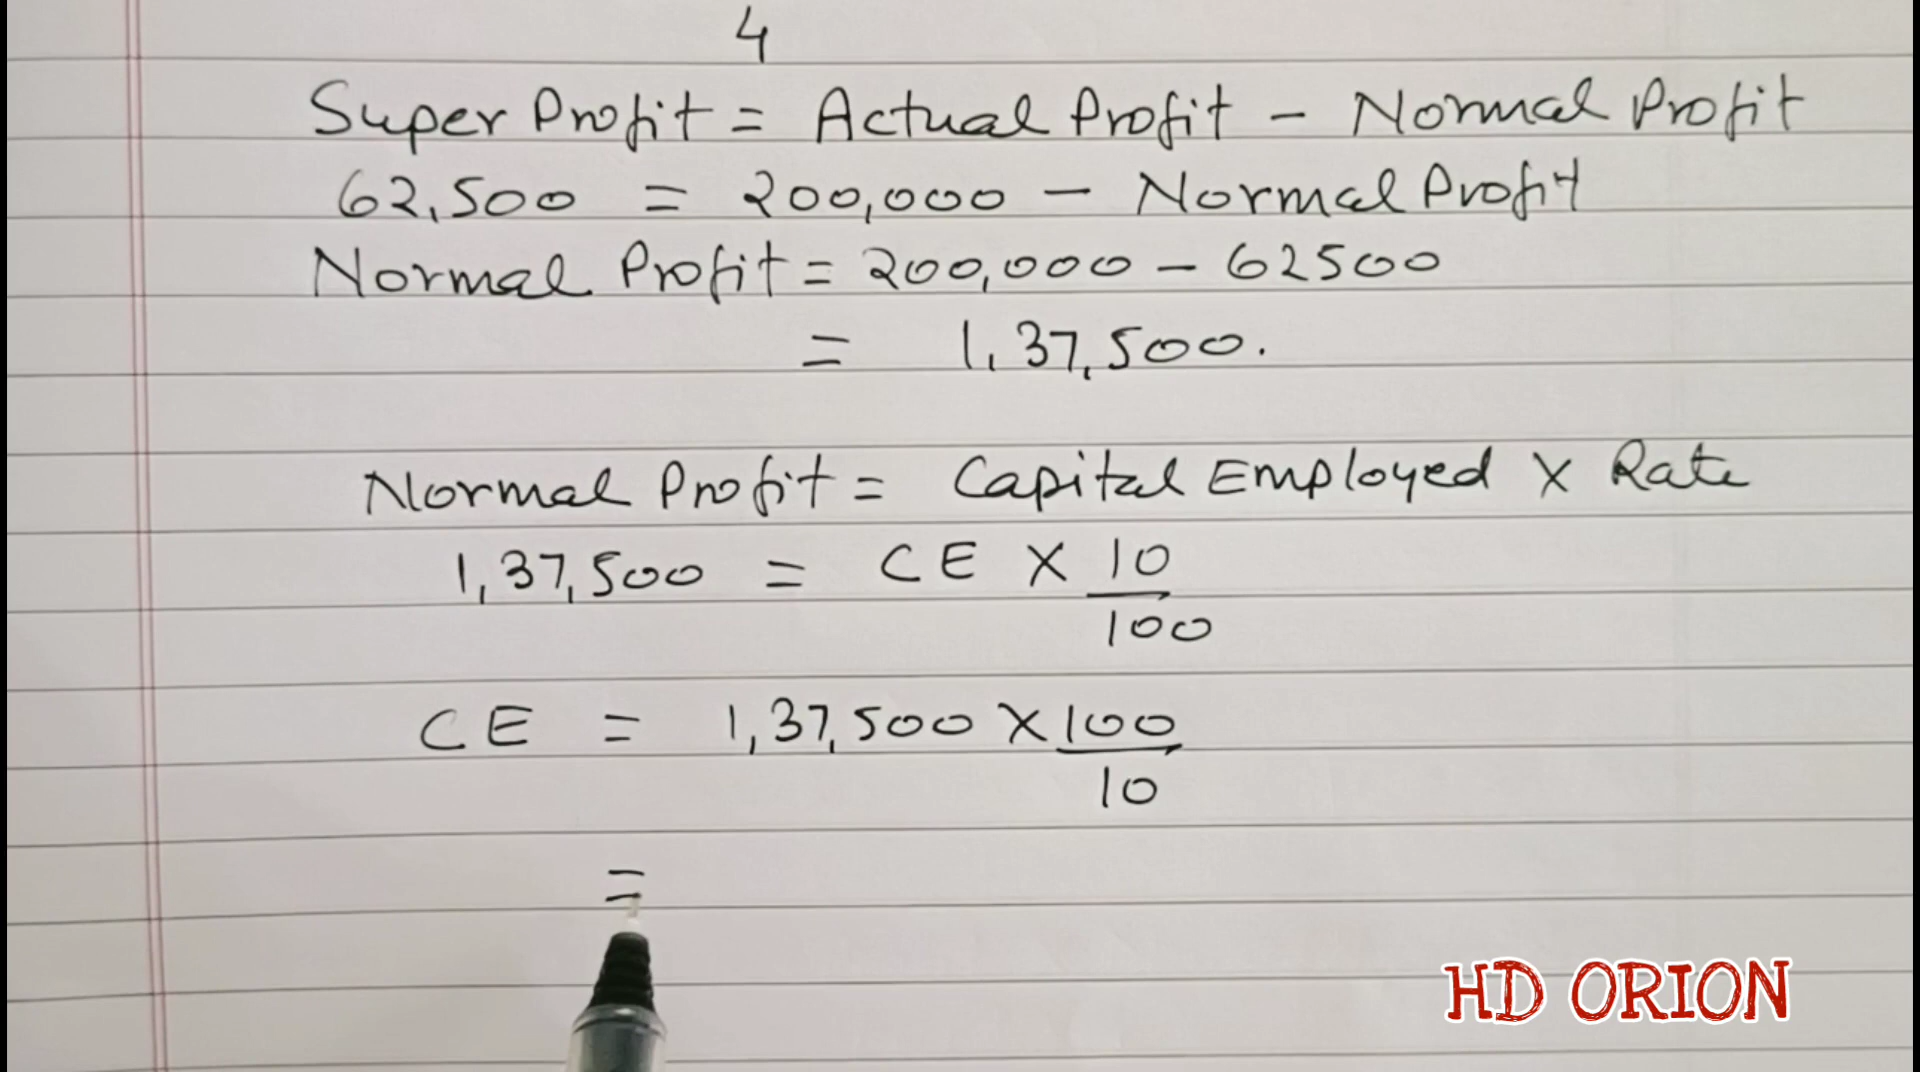 4
Super Profit = Actual Profit - Normal Profit
62,500 = 200,000 - Normal Profit
Normal Profit = 200,000 - 62500
= 1,37,500.
Normal Profit = Capital Employed X Rate
1,37,500 = CE X 10
100
CE = 1,37,500 X 100
10
=
HD ORION